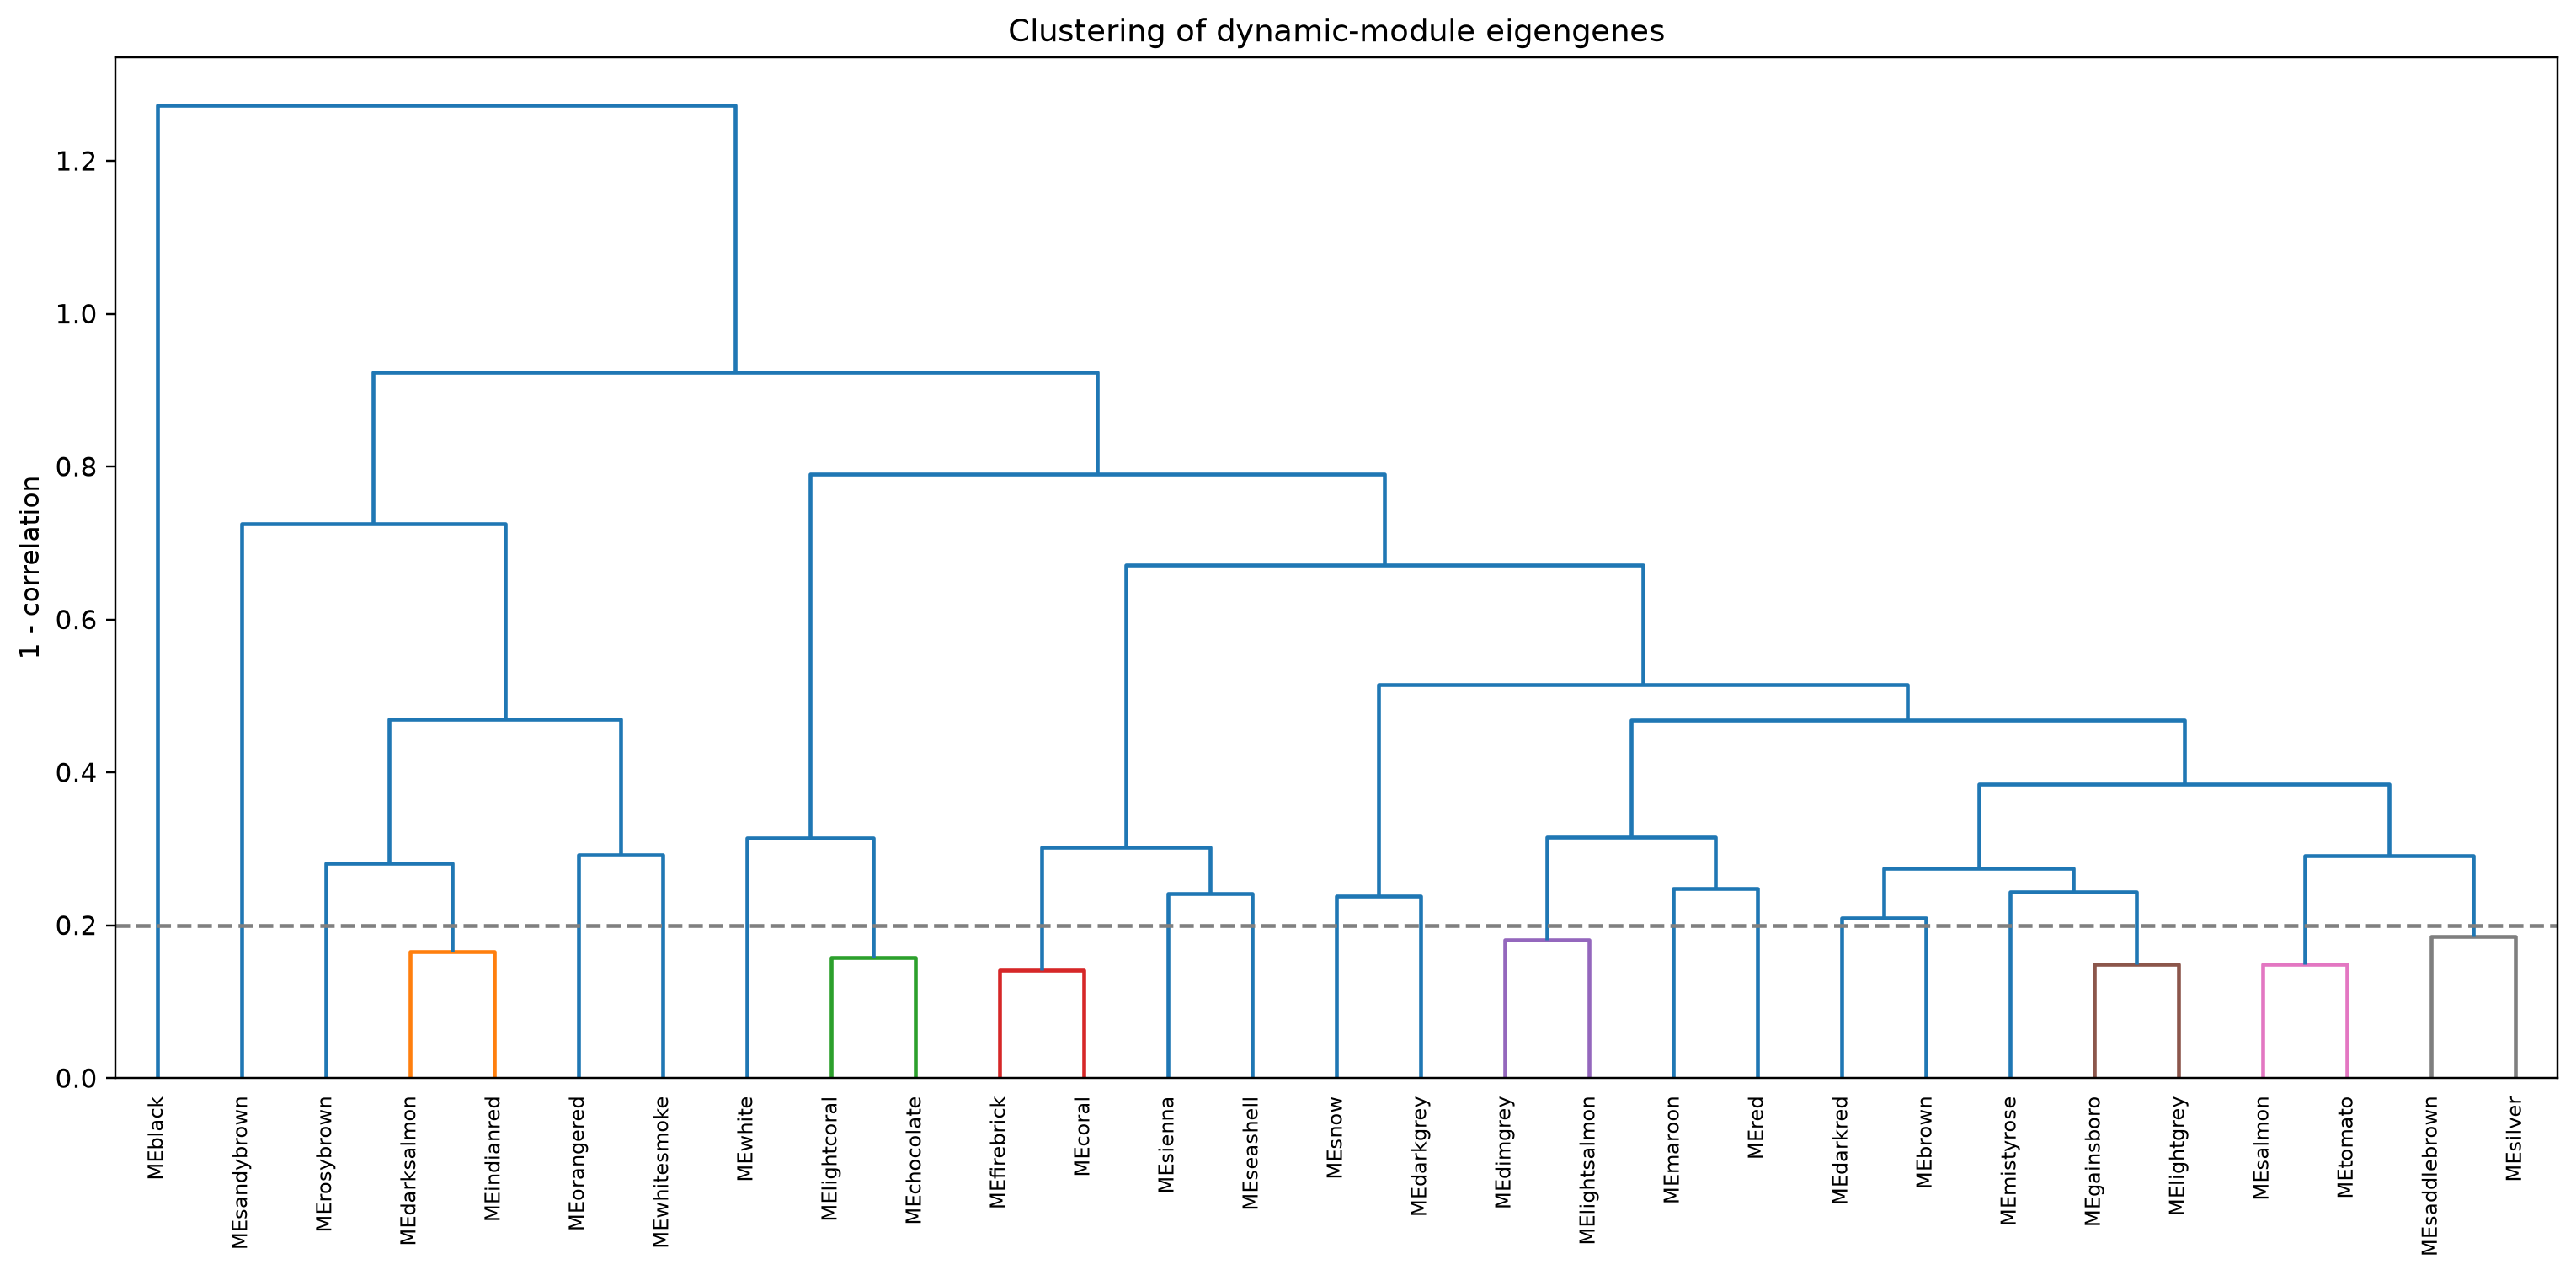 Clustering of dynamic-module eigengenes
1 - correlation
1.2
1.0
0.8
0.6
0.4
0.2
0.0
MEblack
MEsandybrown
MErosybrown
MEdarksalmon
MEindianred
MEorangered
MEwhitesmoke
MEwhite
MElightcoral
MEchocolate
MEfirebrick
MEcoral
MEsienna
MEseashell
MEsnow
MEdarkgrey
MEdimgrey
MElightsalmon
MEmaroon
MEred
MEdarkred
MEbrown
MEmistyrose
MEgainsboro
MElightgrey
MEsalmon
MEtomato
MEsaddlebrown
MEsilver